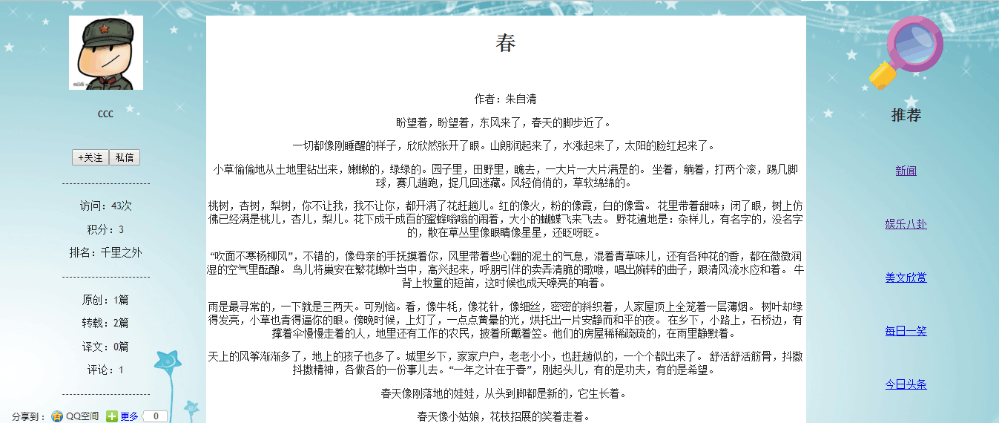 ccc
+关注 私信
访问：43次
积分：3
排名：千里之外
原创：1篇
转载：2篇
译文：0篇
评论：1
分享到： QQ空间 更多 0
春
作者：朱自清
盼望着，盼望着，东风来了，春天的脚步近了。
一切都像刚睡醒的样子，欣欣然张开了眼。山朗润起来了，水涨起来了，太阳的脸红起来了。
小草偷偷地从土地里钻出来，嫩嫩的，绿绿的。园子里，田野里，瞧去，一大片一大片满是的。 坐着，躺着，打两个滚，踢几脚
球，赛几趟跑，捉几回迷藏。风轻俏俏的，草软绵绵的。
桃树，杏树，梨树，你不让我，我不让你，都开满了花赶趟儿。红的像火，粉的像霞，白的像雪。 花里带着甜味；闭了眼，树上仿
佛已经满是桃儿，杏儿，梨儿。花下成千成百的蜜蜂嗡嗡的闹着，大小的蝴蝶飞来飞去。 野花遍地是：杂样儿，有名字的，没名字
的，散在草丛里像眼睛像星星，还眨呀眨。
“吹面不寒杨柳风”，不错的，像母亲的手抚摸着你，风里带着些心翻的泥土的气息，混着青草味儿，还有各种花的香，都在微微润
湿的空气里酝酿。 鸟儿将巢安在繁花嫩叶当中，高兴起来，呼朋引伴的卖弄清脆的歌喉，唱出婉转的曲子，跟清风流水应和着。 牛
背上牧童的短笛，这时候也成天嘹亮的响着。
雨是最寻常的，一下就是三两天。可别恼。看，像牛牦，像花针，像细丝，密密的斜织着，人家屋顶上全笼着一层薄烟。 树叶却绿
得发亮，小草也青得逼你的眼。傍晚时候，上灯了，一点点黄晕的光，烘托出一片安静而和平的夜。 在乡下，小路上，石桥边，有
撑着伞慢慢走着的人，地里还有工作的农民，披着所戴着笠。他们的房屋稀稀疏疏的，在雨里静默着。
天上的风筝渐渐多了，地上的孩子也多了。城里乡下，家家户户，老老小小，也赶趟似的，一个个都出来了。 舒活舒活筋骨，抖擞
抖擞精神，各做各的一份事儿去。“一年之计在于春”，刚起头儿，有的是功夫，有的是希望。
春天像刚落地的娃娃，从头到脚都是新的，它生长着。
春天像小姑娘，花枝招展的笑着走着。
推荐
新闻
娱乐八卦
美文欣赏
每日一笑
今日头条